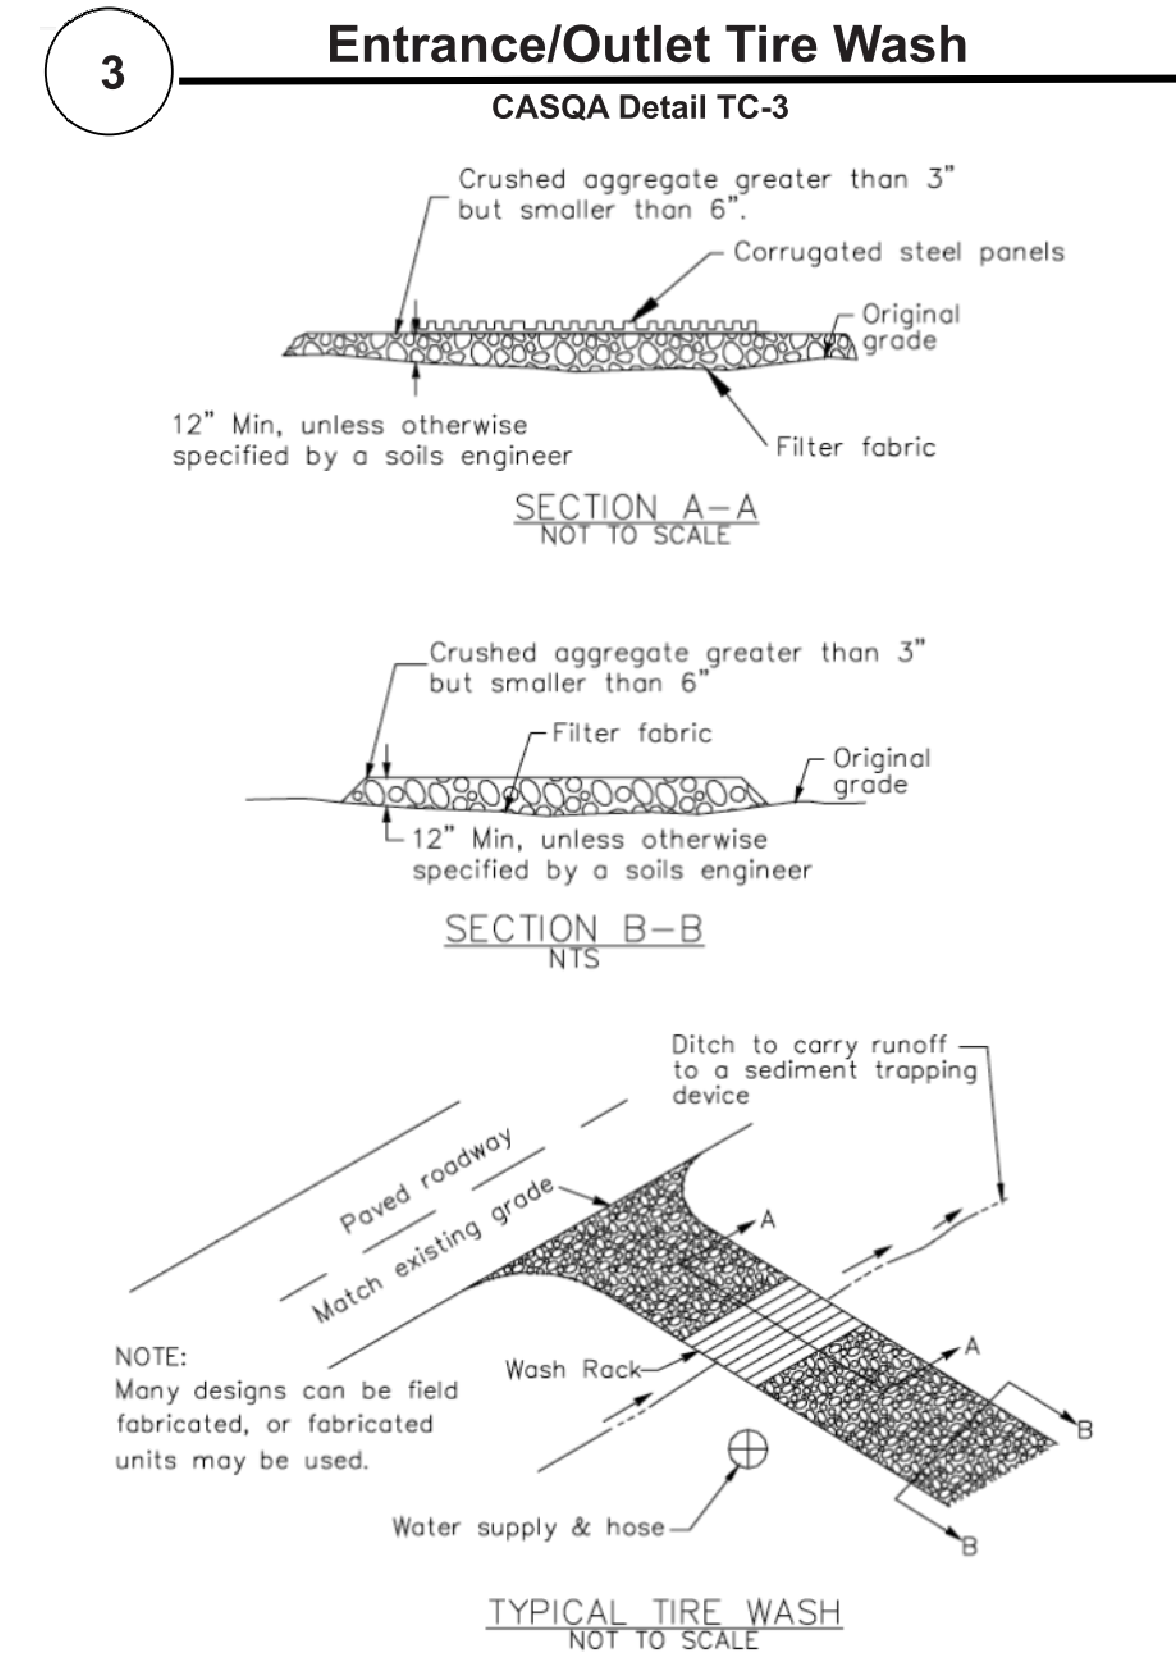 3
Entrance/Outlet Tire Wash
CASQA Detail TC-3
Crushed aggregate greater than 3"
but smaller than 6".
Corrugated steel panels
Original
grade
12" Min, unless otherwise
specified by a soils engineer
Filter fabric
SECTION A-A
NOT TO SCALE
Crushed aggregate greater than 3"
but smaller than 6"
Filter fabric
Original
grade
12" Min, unless otherwise
specified by a soils engineer
SECTION B-B
NTS
Ditch to carry runoff
to a sediment trapping
device
Paved roadway
Match existing grade
A
A
NOTE:
Many designs can be field
fabricated, or fabricated
units may be used.
Wash Rack
B
Water supply & hose
B
TYPICAL TIRE WASH
NOT TO SCALE